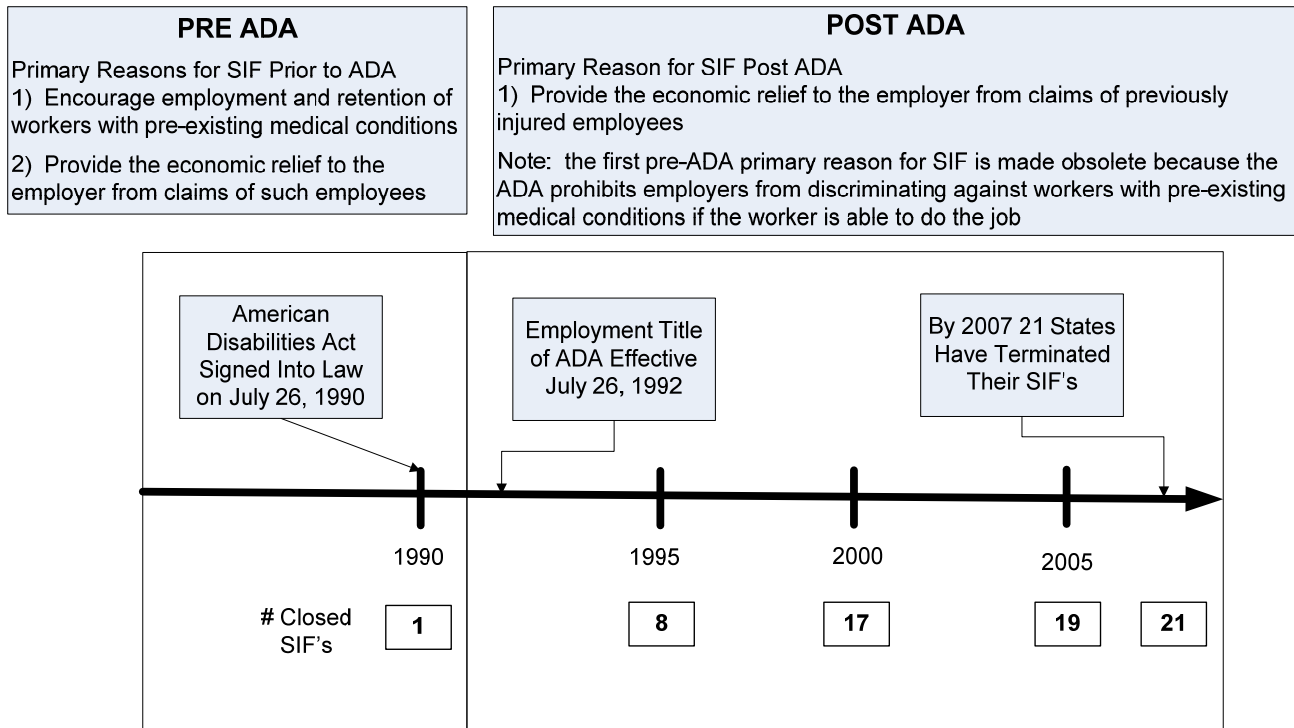 PRE ADA
Primary Reasons for SIF Prior to ADA
1) Encourage employment and retention of
workers with pre-existing medical conditions
2) Provide the economic relief to the
employer from claims of such employees
POST ADA
Primary Reason for SIF Post ADA
1) Provide the economic relief to the employer from claims of previously
injured employees
Note: the first pre-ADA primary reason for SIF is made obsolete because the
ADA prohibits employers from discriminating against workers with pre-existing
medical conditions if the worker is able to do the job
American
Disabilities Act
Signed Into Law
on July 26, 1990
Employment Title
of ADA Effective
July 26, 1992
By 2007 21 States
Have Terminated
Their SIF's
1990
1995
2000
2005
# Closed
SIF's
1
8
17
19
21